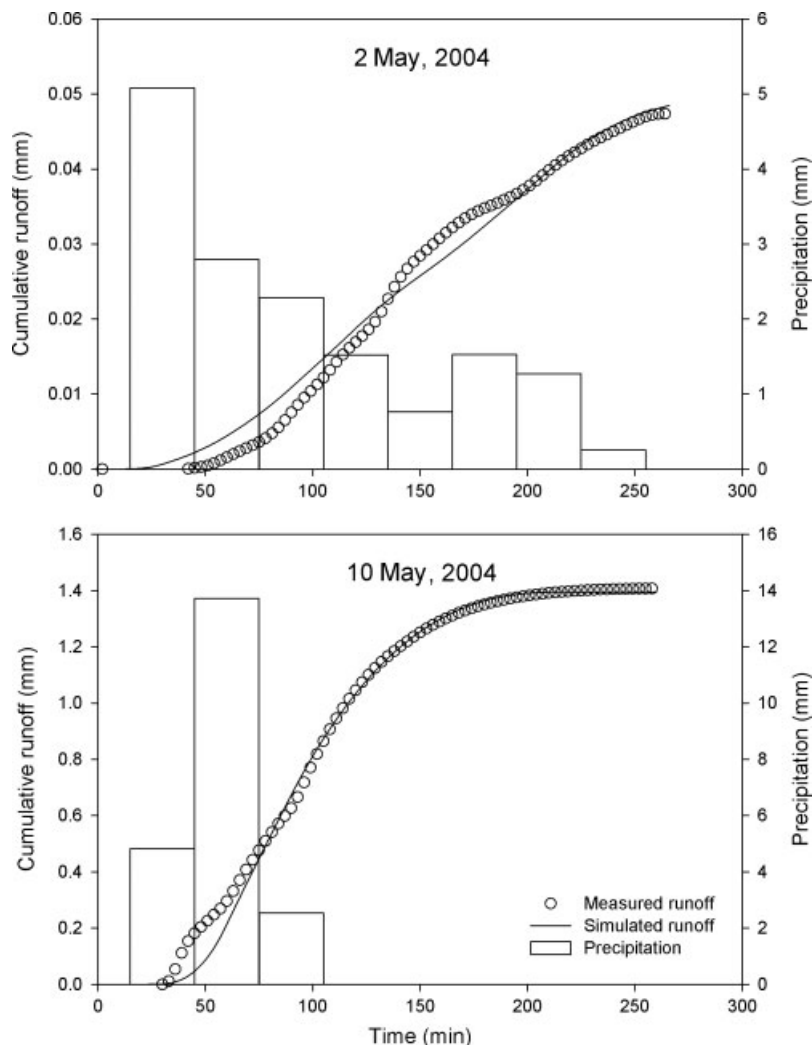 2 May, 2004
Cumulative runoff (mm)
0.06
0.05
0.04
0.03
0.02
0.01
0.00
Precipitation (mm)
6
5
4
3
2
1
0
0 50 100 150 200 250 300
10 May, 2004
Cumulative runoff (mm)
1.6
1.4
1.2
1.0
0.8
0.6
0.4
0.2
0.0
Precipitation (mm)
16
14
12
10
8
6
4
2
0
Measured runoff
Simulated runoff
Precipitation
0 50 100 150 200 250 300
Time (min)